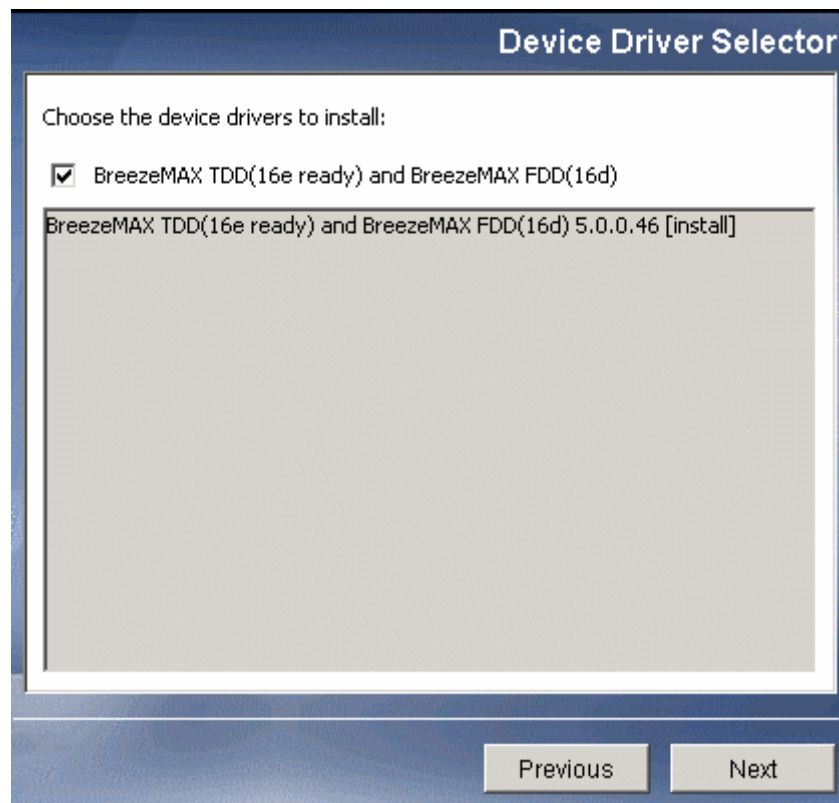 Device Driver Selector
Choose the device drivers to install:
BreezeMAX TDD(16e ready) and BreezeMAX FDD(16d)
BreezeMAX TDD(16e ready) and BreezeMAX FDD(16d) 5.0.0.46 [install]
Previous
Next